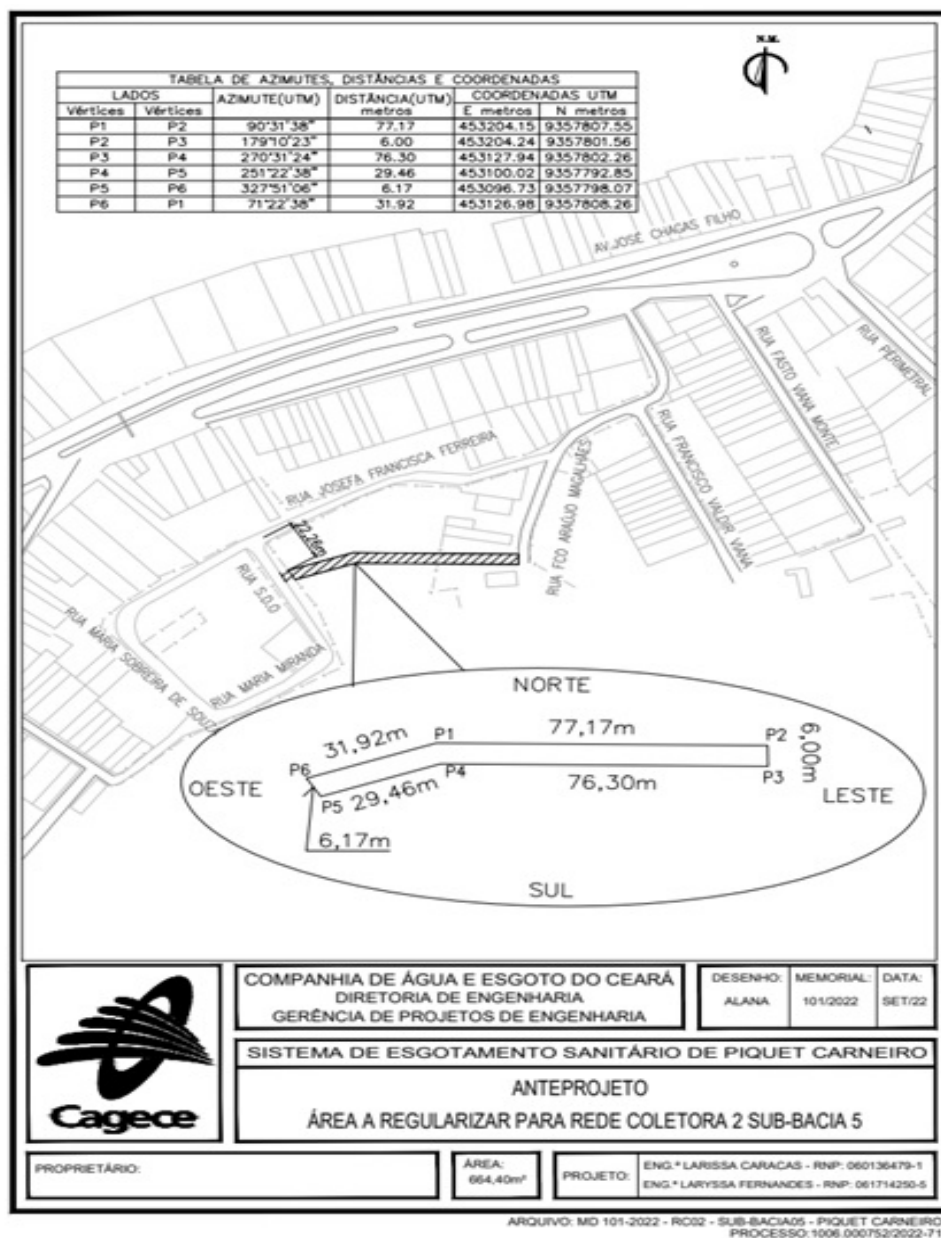 N.M.
TABELA DE AZIMUTES, DISTÂNCIAS E COORDENADAS
LADOS AZIMUTE(UTM) DISTÂNCIA(UTM) metros COORDENADAS UTM
Vértices Vértices E metros N metros
P1 P2 90°31'38" 77.17 453204.15 9357807.55
P2 P3 179°10'23" 6.00 453204.24 9357801.56
P3 P4 270°31'24" 76.30 453127.94 9357802.26
P4 P5 251°22'38" 29.46 453100.02 9357792.85
P5 P6 327°51'06" 6.17 453096.73 9357798.07
P6 P1 71°22'38" 31.92 453126.98 9357808.26
AV.JOSÉ CHAGAS FILHO
RUA PERIMETRAL
RUA FASTO VIANA MONTE
RUA FRANCISCO VALDIR VIANA
RUA JOSEFA FRANCISCA FERREIRA
RUA FCO ARAÚJO MAGALHÃES
22,26m
RUA S.D.O
RUA MARIA SOBREIRA DE SOUZA
RUA MARIA MIRANDA
NORTE
31,92m P1 77,17m P2
6,00m
P6 P4 P3
OESTE P5 29,46m 76,30m LESTE
6,17m
SUL
Cagece
COMPANHIA DE ÁGUA E ESGOTO DO CEARÁ
DIRETORIA DE ENGENHARIA
GERÊNCIA DE PROJETOS DE ENGENHARIA
DESENHO: MEMORIAL: DATA:
ALANA 101/2022 SET/22
SISTEMA DE ESGOTAMENTO SANITÁRIO DE PIQUET CARNEIRO
ANTEPROJETO
ÁREA A REGULARIZAR PARA REDE COLETORA 2 SUB-BACIA 5
PROPRIETÁRIO:
ÁREA:
664,40m²
PROJETO:
ENG.ª LARISSA CARACAS - RNP: 060136479-1
ENG.ª LARYSSA FERNANDES - RNP: 061714250-5
ARQUIVO: MD 101-2022 - RC02 - SUB-BACIA05 - PIQUET CARNEIRO
PROCESSO:1006.000752/2022-71